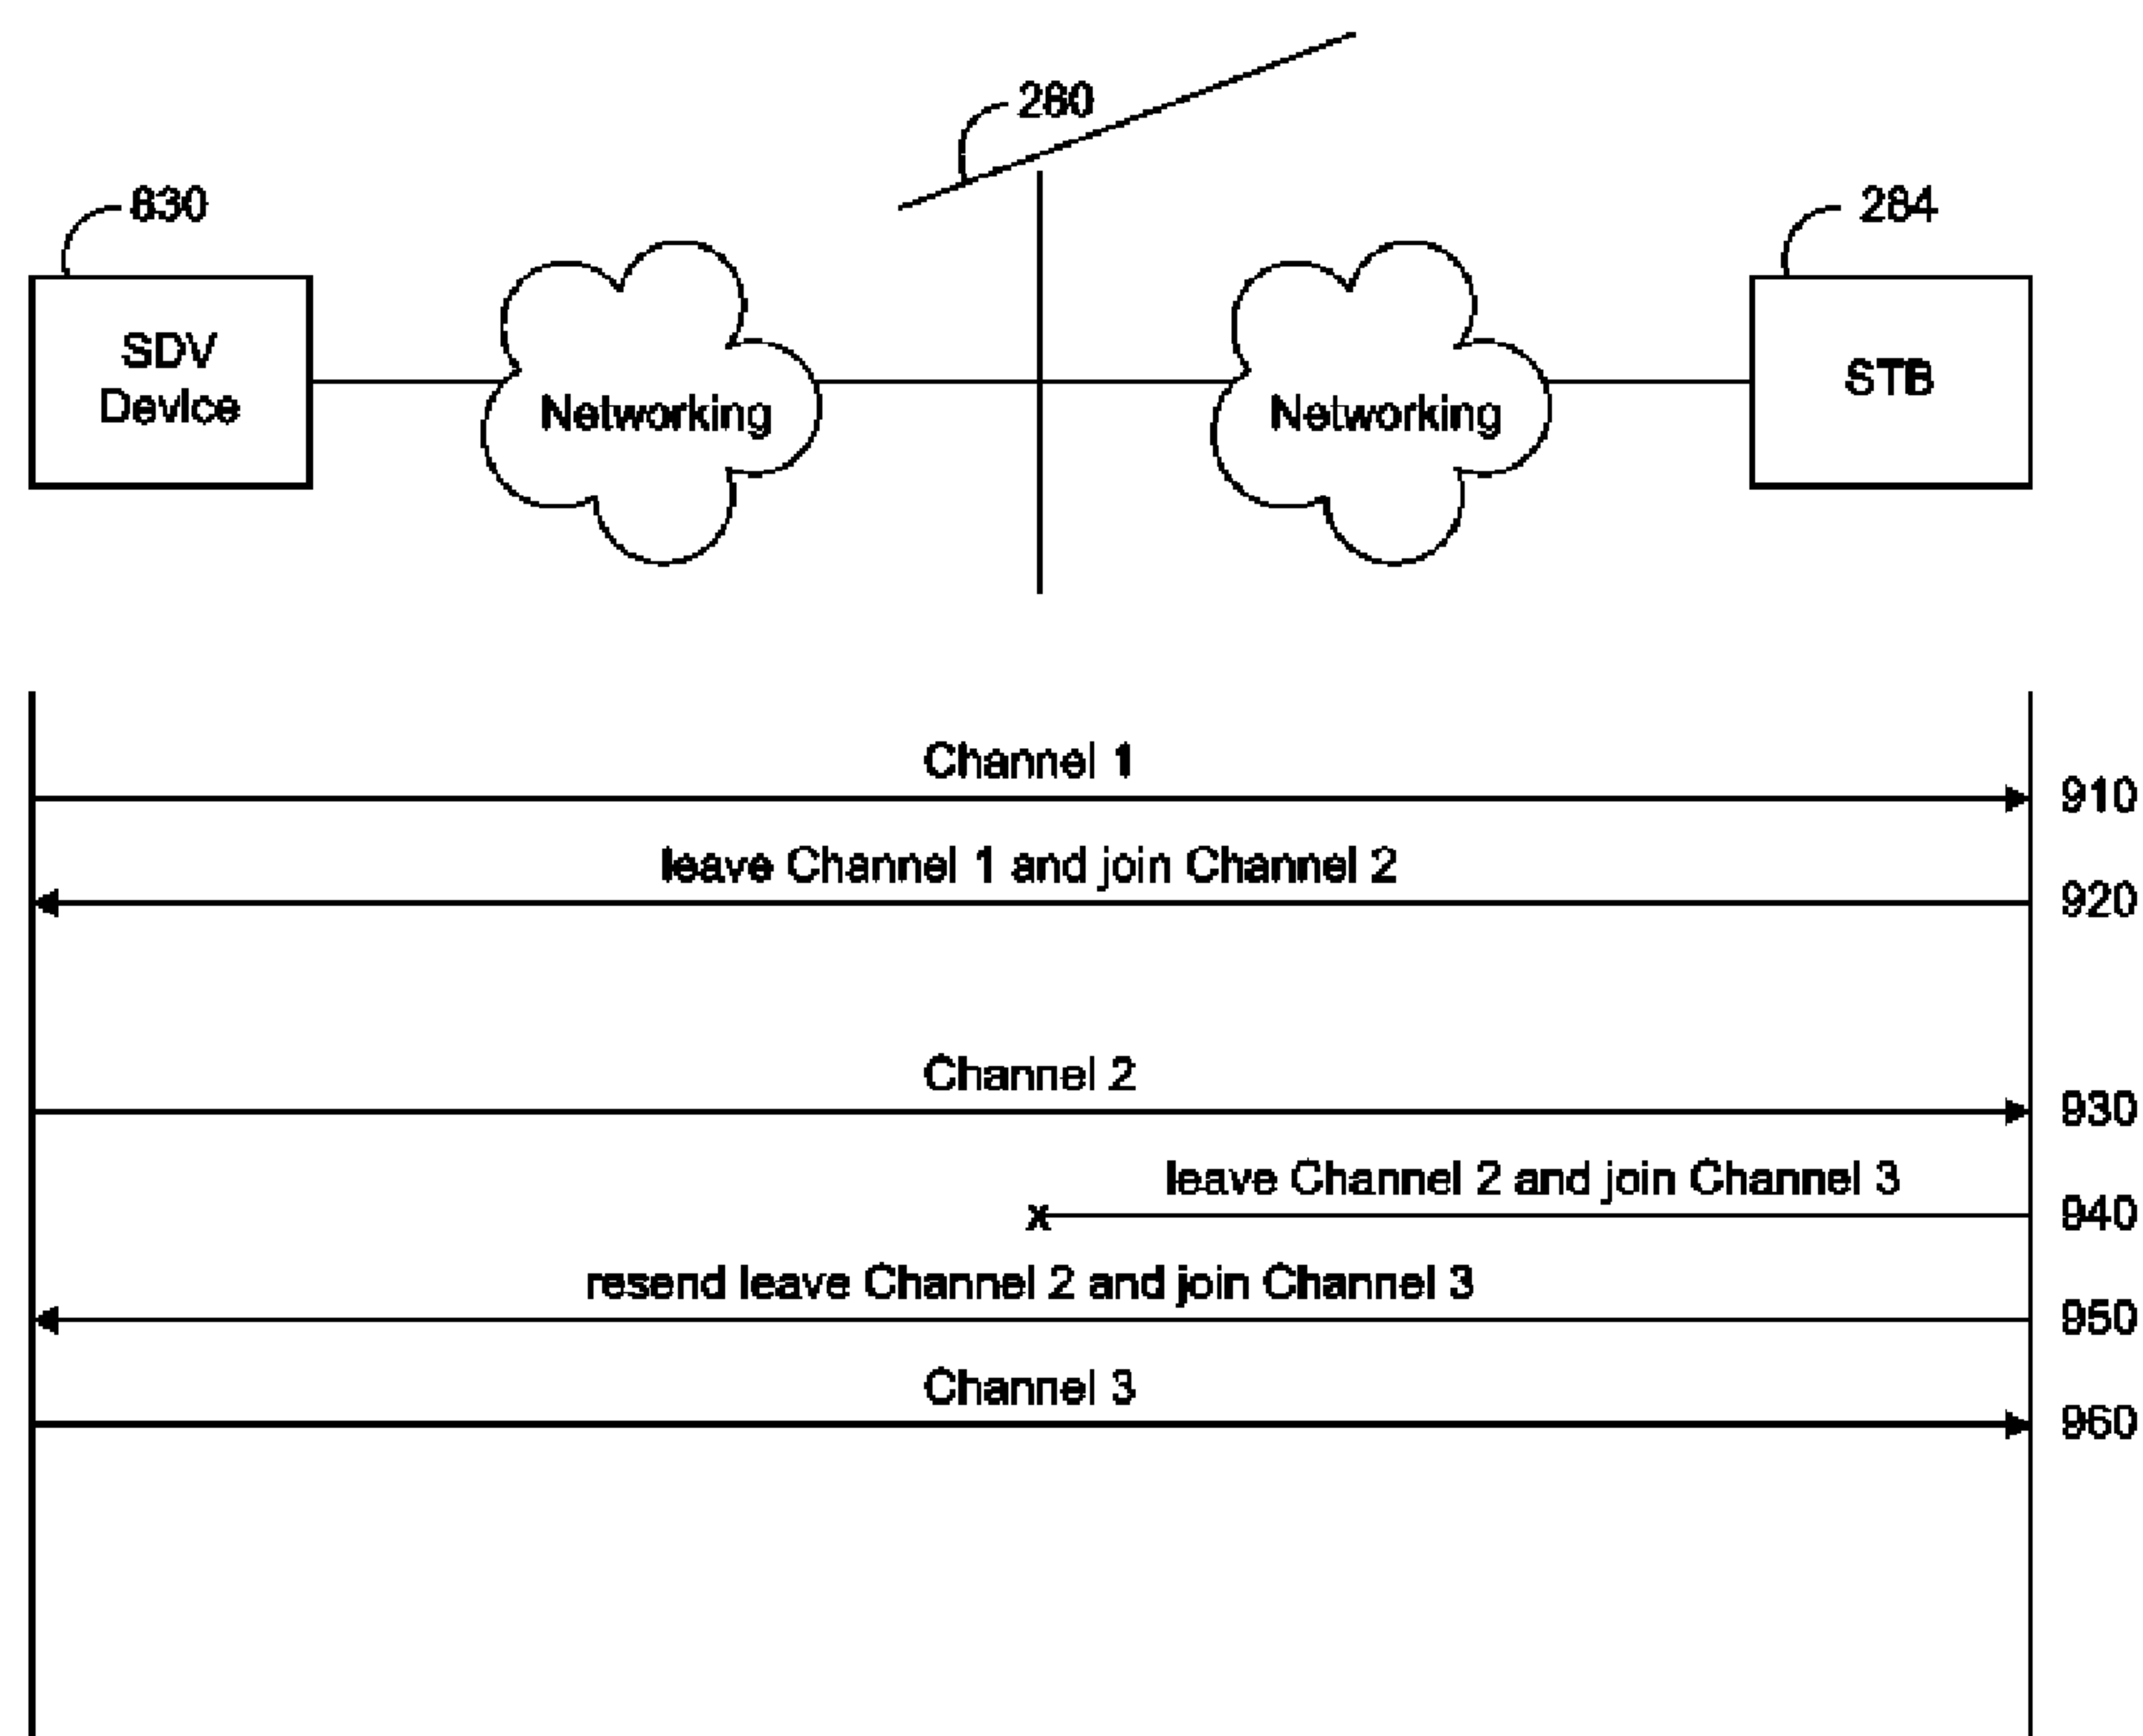 260
630
284
SDV
Device
Networking
Networking
STB
Channel 1
910
leave Channel 1 and join Channel 2
920
Channel 2
930
leave Channel 2 and join Channel 3
940
resend leave Channel 2 and join Channel 3
950
Channel 3
960